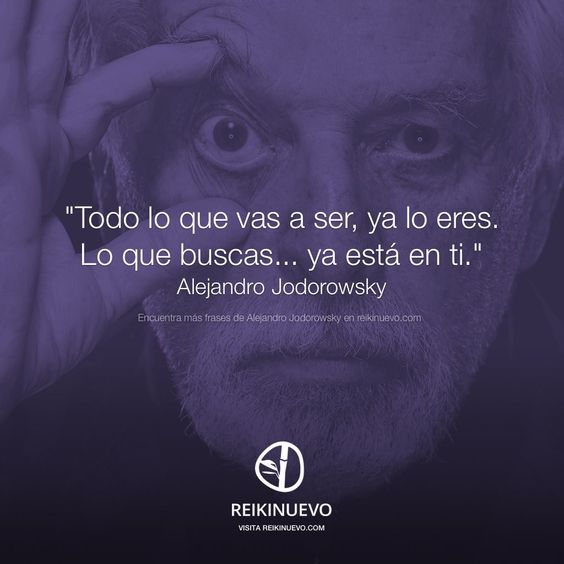 "Todo lo que vas a ser, ya lo eres.
Lo que buscas... ya está en ti."
Alejandro Jodorowsky
Encuentra más frases de Alejandro Jodorowsky en reikinuevo.com
REIKINUEVO
VISITA REIKINUEVO.COM